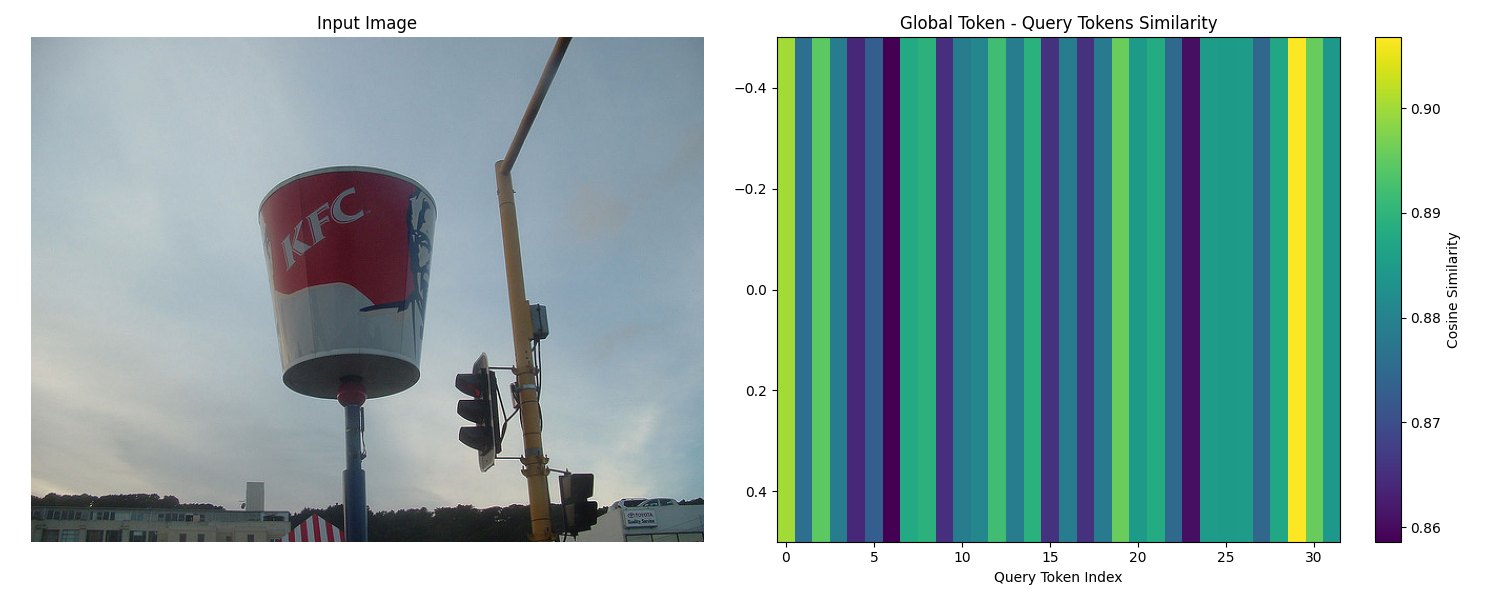 Input Image
KFC
TOYOTA
Quality Service
Global Token - Query Tokens Similarity
−0.4
−0.2
0.0
0.2
0.4
0
5
10
15
20
25
30
Query Token Index
0.90
0.89
0.88
0.87
0.86
Cosine Similarity